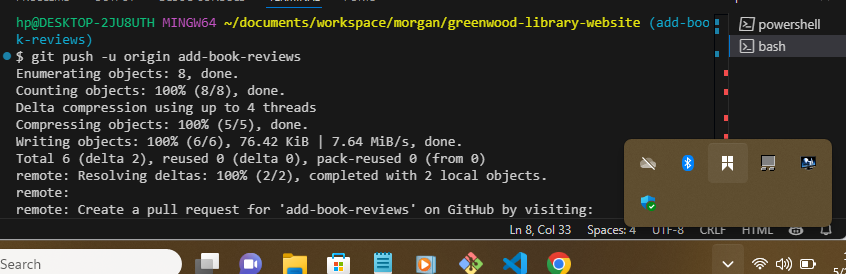 hp@DESKTOP-2JU8UTH MINGW64 ~/documents/workspace/morgan/greenwood-library-website (add-boo
k-reviews)
$ git push -u origin add-book-reviews
Enumerating objects: 8, done.
Counting objects: 100% (8/8), done.
Delta compression using up to 4 threads
Compressing objects: 100% (5/5), done.
Writing objects: 100% (6/6), 76.42 KiB | 7.64 MiB/s, done.
Total 6 (delta 2), reused 0 (delta 0), pack-reused 0 (from 0)
remote: Resolving deltas: 100% (2/2), completed with 2 local objects.
remote:
remote: Create a pull request for 'add-book-reviews' on GitHub by visiting:
powershell
bash
Ln 8, Col 33 Spaces: 4 UTF-8 CRLF HTML
Search